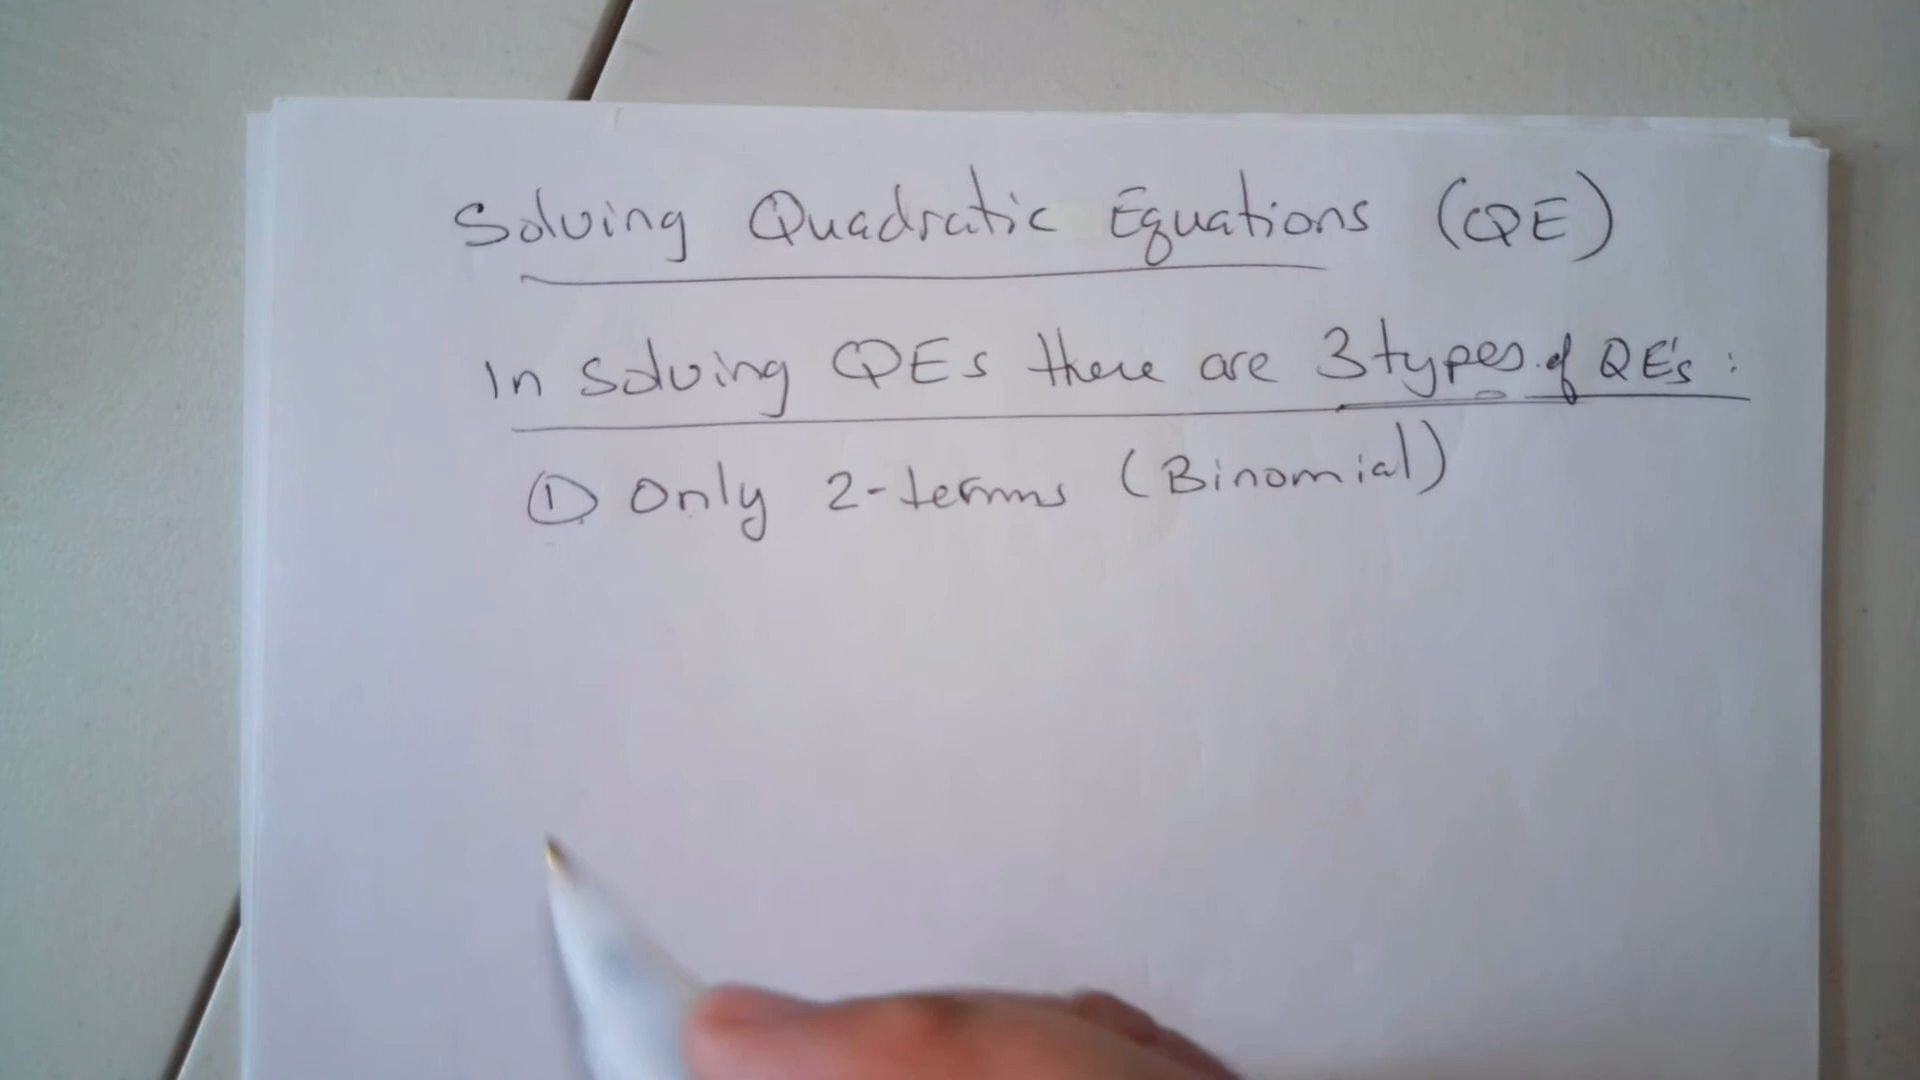 Solving Quadratic Equations (QE)
In solving QEs there are 3 types of QE's :
① Only 2-terms (Binomial)